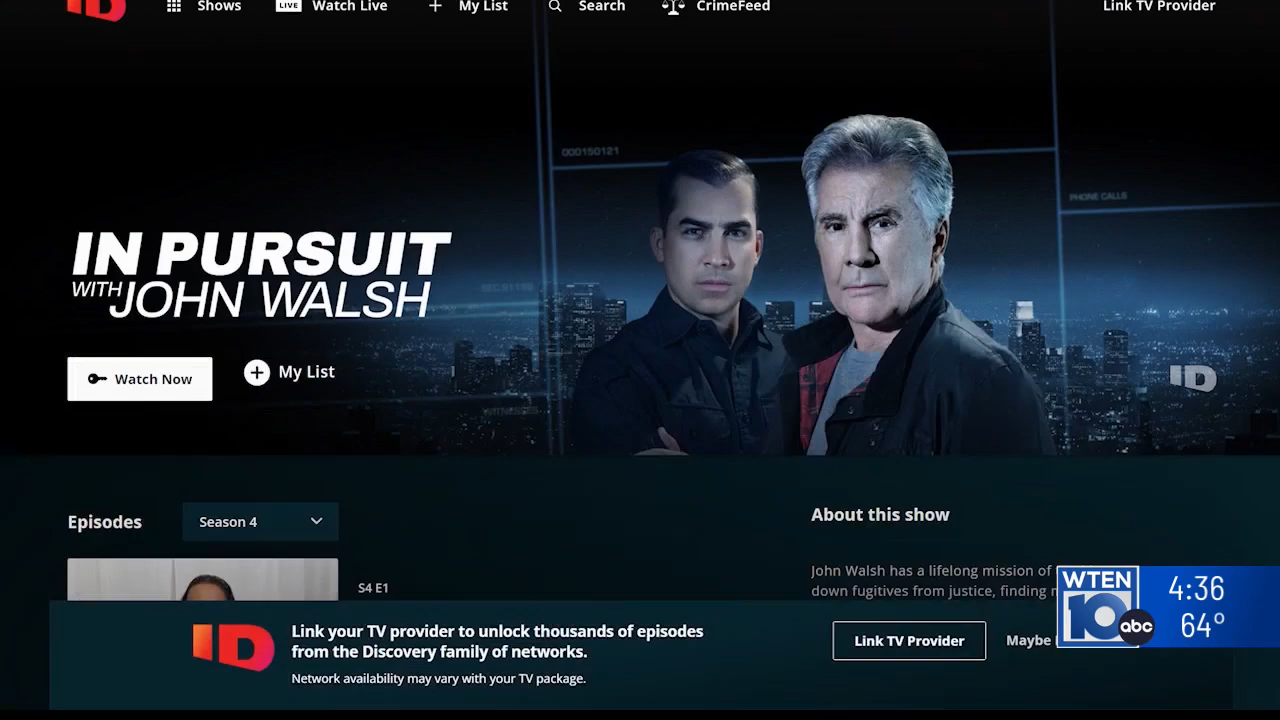 ID
Shows
LIVE
Watch Live
My List
Search
CrimeFeed
Link TV Provider
000150121
PHONE CALLS
IN PURSUIT
WITH JOHN WALSH
Watch Now
My List
ID
Episodes
Season 4
About this show
S4 E1
John Walsh has a lifelong mission of
down fugitives from justice, finding
ID
Link your TV provider to unlock thousands of episodes
from the Discovery family of networks.
Network availability may vary with your TV package.
Link TV Provider
Maybe
WTEN
10
abc
4:36
64°